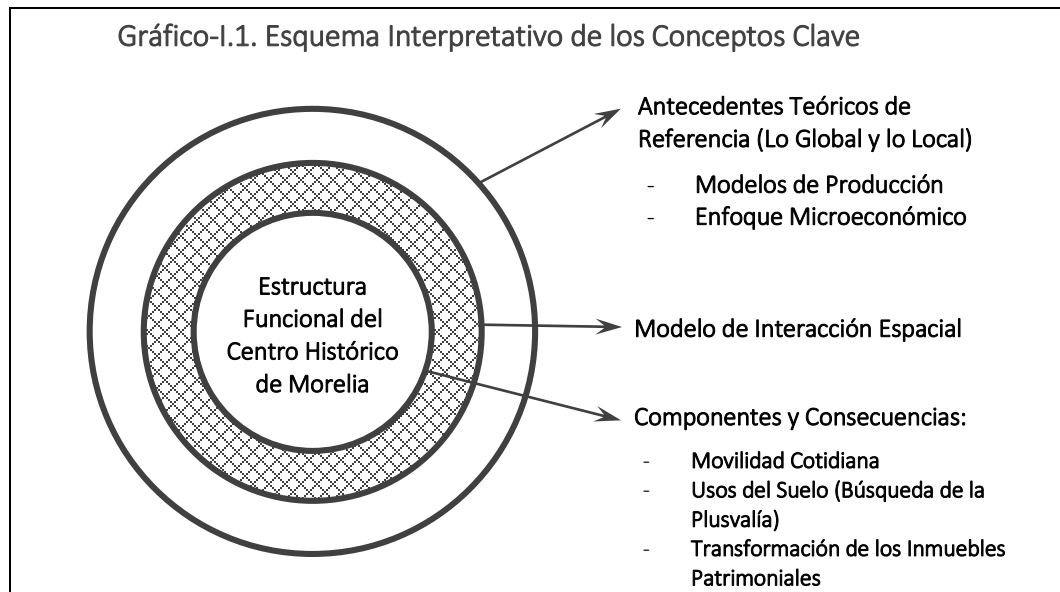 Gráfico-I.1. Esquema Interpretativo de los Conceptos Clave
Antecedentes Teóricos de
Referencia (Lo Global y lo Local)
- Modelos de Producción
- Enfoque Microeconómico
Estructura
Funcional del
Centro Histórico
de Morelia
Modelo de Interacción Espacial
Componentes y Consecuencias:
- Movilidad Cotidiana
- Usos del Suelo (Búsqueda de la
Plusvalía)
- Transformación de los Inmuebles
Patrimoniales